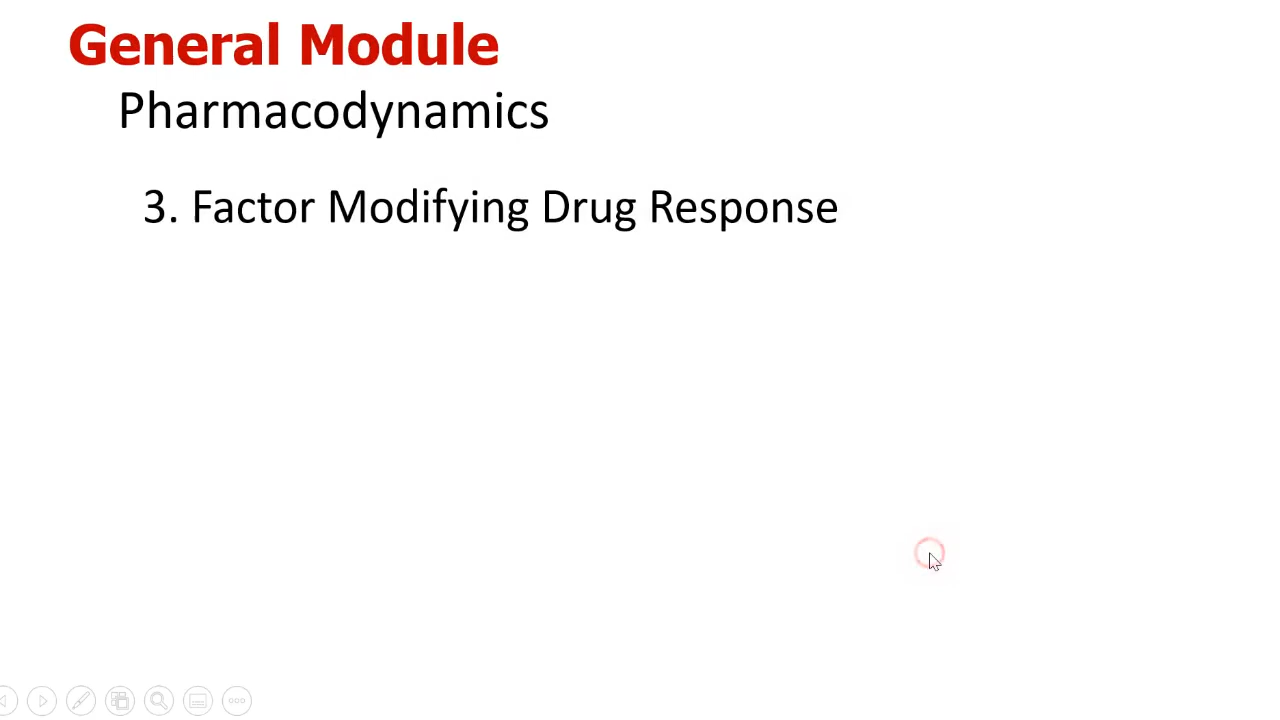 General Module
Pharmacodynamics
3. Factor Modifying Drug Response